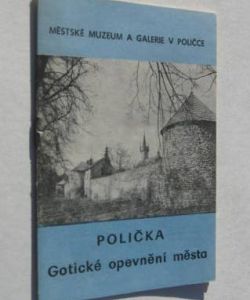 MĚSTSKÉ MUZEUM A GALERIE V POLIČCE
POLIČKA
Gotické opevnění města